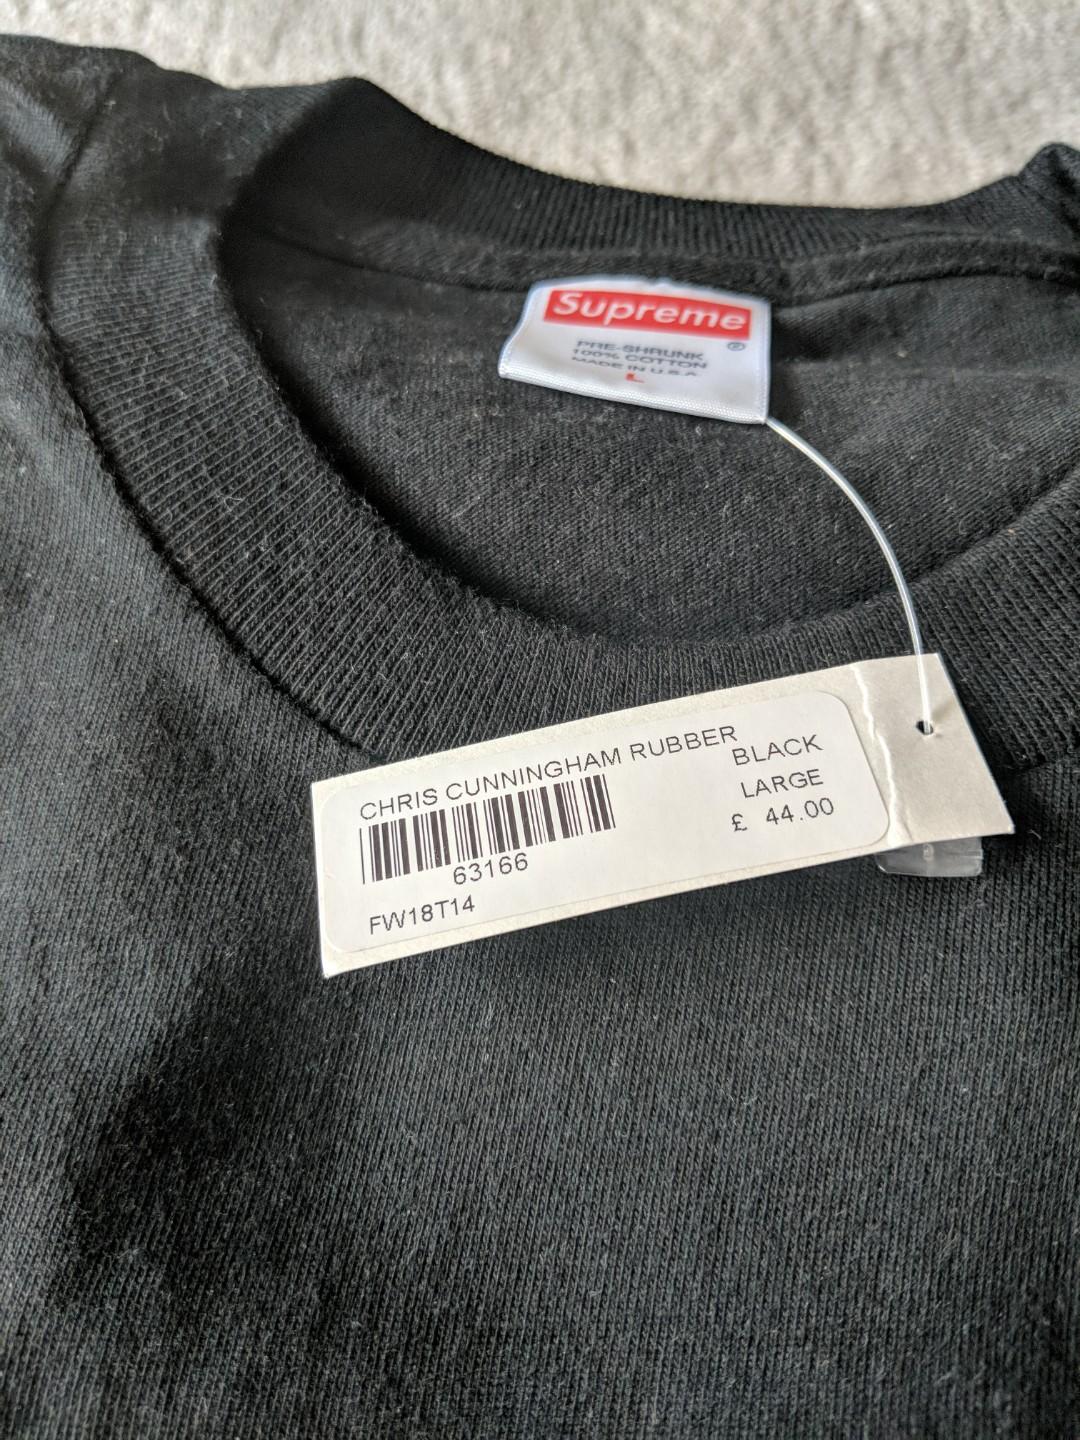 Supreme
®
PRE-SHRUNK
100% COTTON
MADE IN U.S.A.
L
CHRIS CUNNINGHAM RUBBER
BLACK
LARGE
£ 44.00
63166
FW18T14